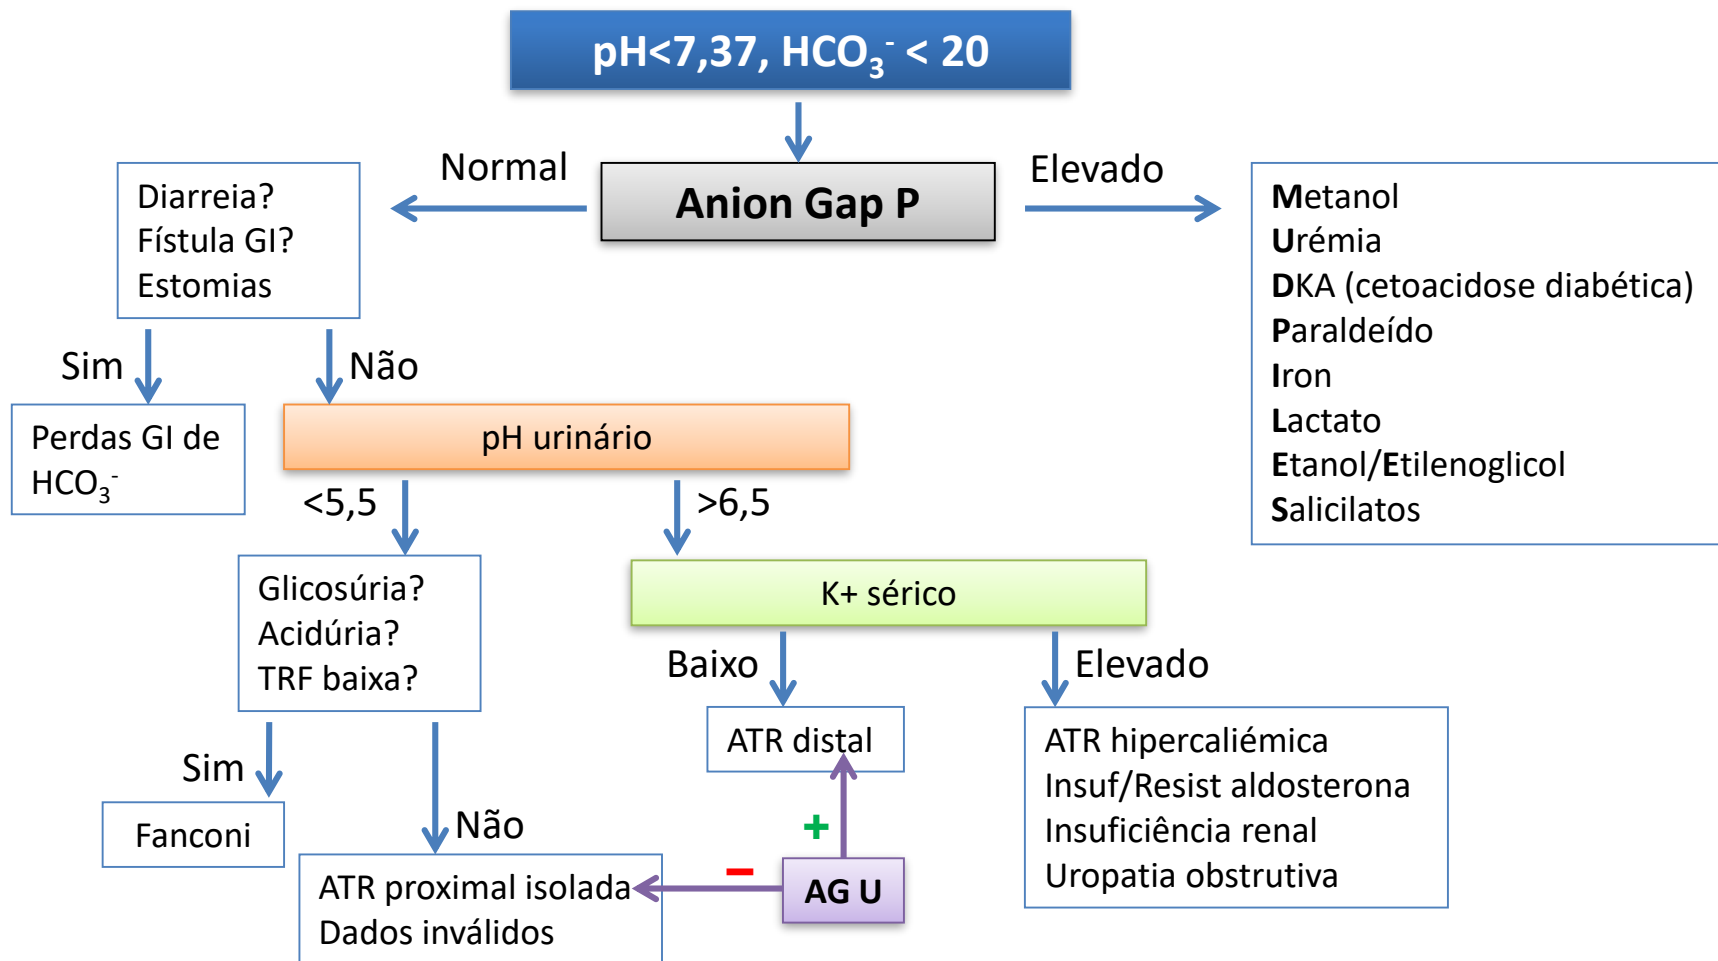 pH<7,37, HCO₃⁻ < 20
Normal
Anion Gap P
Elevado
Diarreia?
Fístula GI?
Estomias
Metanol
Urémia
DKA (cetoacidose diabética)
Paraldeído
Iron
Lactato
Etanol/Etilenoglicol
Salicilatos
Sim
Não
Perdas GI de
HCO₃⁻
pH urinário
<5,5
>6,5
Glicosúria?
Acidúria?
TRF baixa?
K+ sérico
Baixo
Elevado
ATR distal
ATR hipercaliémica
Insuf/Resist aldosterona
Insuficiência renal
Uropatia obstrutiva
Sim
Não
Fanconi
+
–
AG U
ATR proximal isolada
Dados inválidos